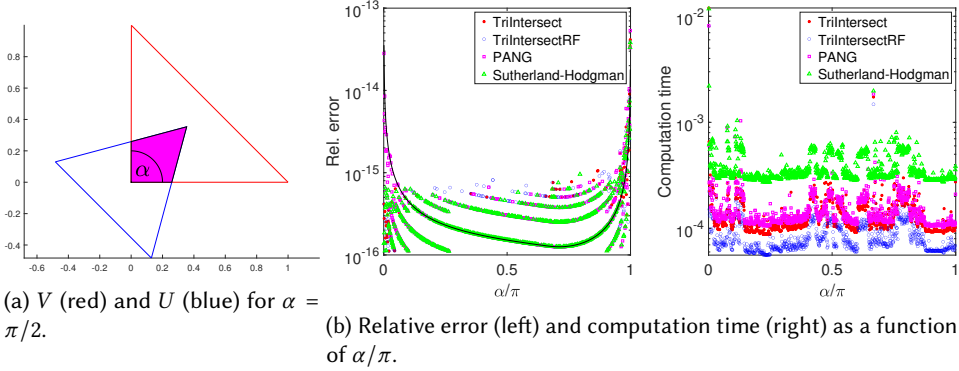 0.8
0.6
0.4
0.2
0
-0.2
-0.4
-0.6 -0.4 -0.2 0 0.2 0.4 0.6 0.8 1
α
(a) V (red) and U (blue) for α =
π/2.
10^-13
10^-14
10^-15
10^-16
Rel. error
TriIntersect
TriIntersectRF
PANG
Sutherland-Hodgman
0 0.5 1
α/π
10^-2
10^-3
10^-4
Computation time
TriIntersect
TriIntersectRF
PANG
Sutherland-Hodgman
0 0.5 1
α/π
(b) Relative error (left) and computation time (right) as a function
of α/π.